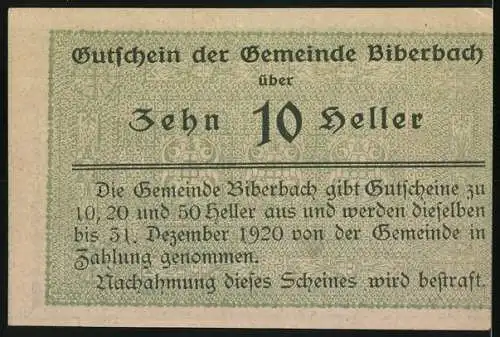 Gutschein der Gemeinde Biberbach
über
Zehn 10 Heller
Die Gemeinde Biberbach gibt Gutscheine zu
10, 20 und 50 Heller aus und werden dieselben
bis 31. Dezember 1920 von der Gemeinde in
Zahlung genommen.
Nachahmung dieses Scheines wird bestraft.